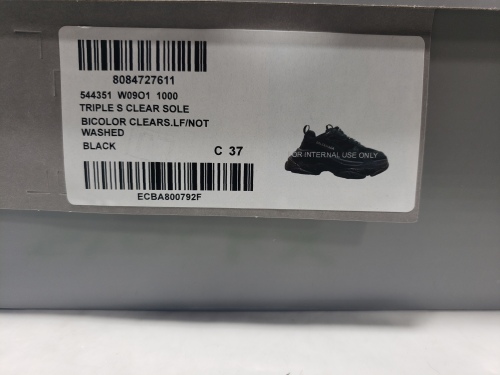 8084727611
544351 W09O1 1000
TRIPLE S CLEAR SOLE
BICOLOR CLEARS.LF/NOT
WASHED
BLACK
C 37
FOR INTERNAL USE ONLY
ECBA800792F